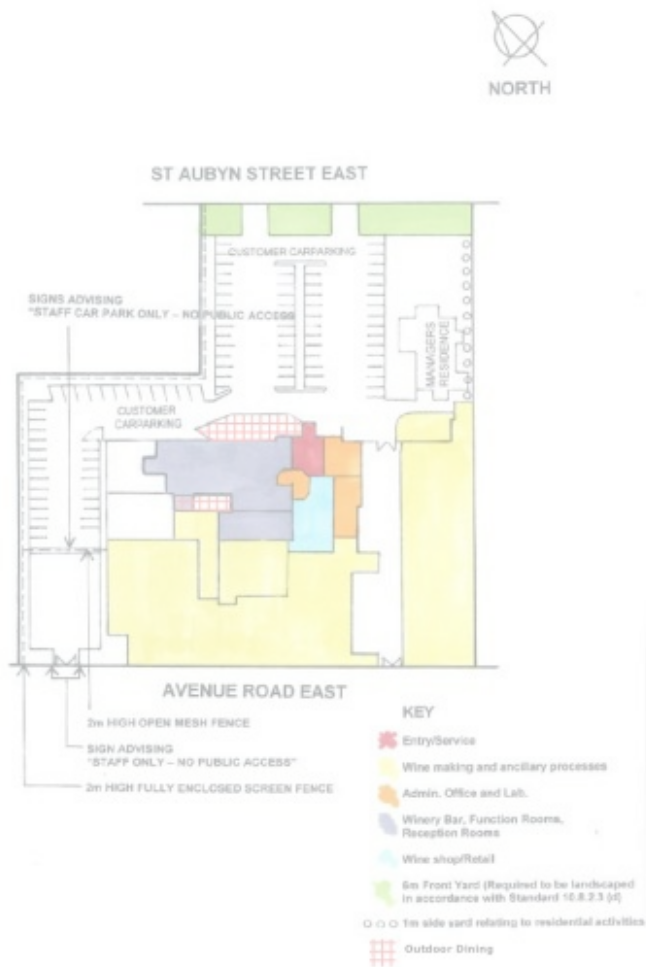 NORTH
ST AUBYN STREET EAST
CUSTOMER CARPARKING
SIGNS ADVISING
"STAFF CAR PARK ONLY – NO PUBLIC ACCESS
MANAGERS
RESIDENCE
CUSTOMER
CARPARKING
AVENUE ROAD EAST
2m HIGH OPEN MESH FENCE
SIGN ADVISING
"STAFF ONLY – NO PUBLIC ACCESS"
2m HIGH FULLY ENCLOSED SCREEN FENCE
KEY
Entry/Service
Wine making and ancillary processes
Admin. Office and Lab.
Winery Bar, Function Rooms,
Reception Rooms
Wine shop/Retail
6m Front Yard (Required to be landscaped
in accordance with Standard 10.8.2.3 (d)
1m side yard relating to residential activities
Outdoor Dining